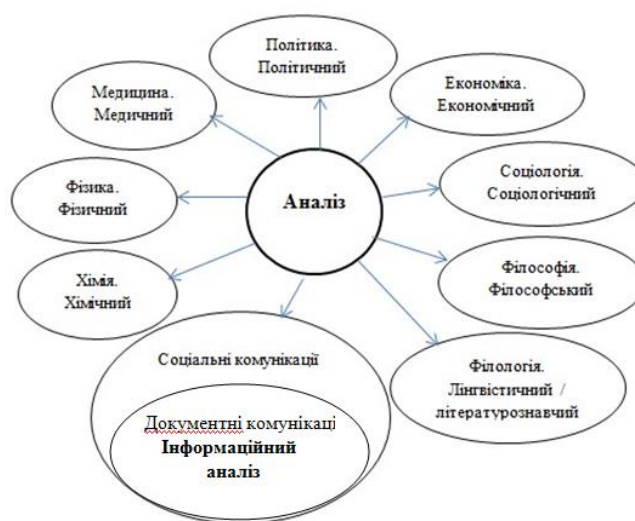 Політика.
Політичний
Медицина.
Медичний
Економіка.
Економічний
Фізика.
Фізичний
Аналіз
Соціологія.
Соціологічний
Хімія.
Хімічний
Філософія.
Філософський
Соціальні комунікації
Філологія.
Лінгвістичний /
літературознавчий
Документні комунікаці
Інформаційний
аналіз